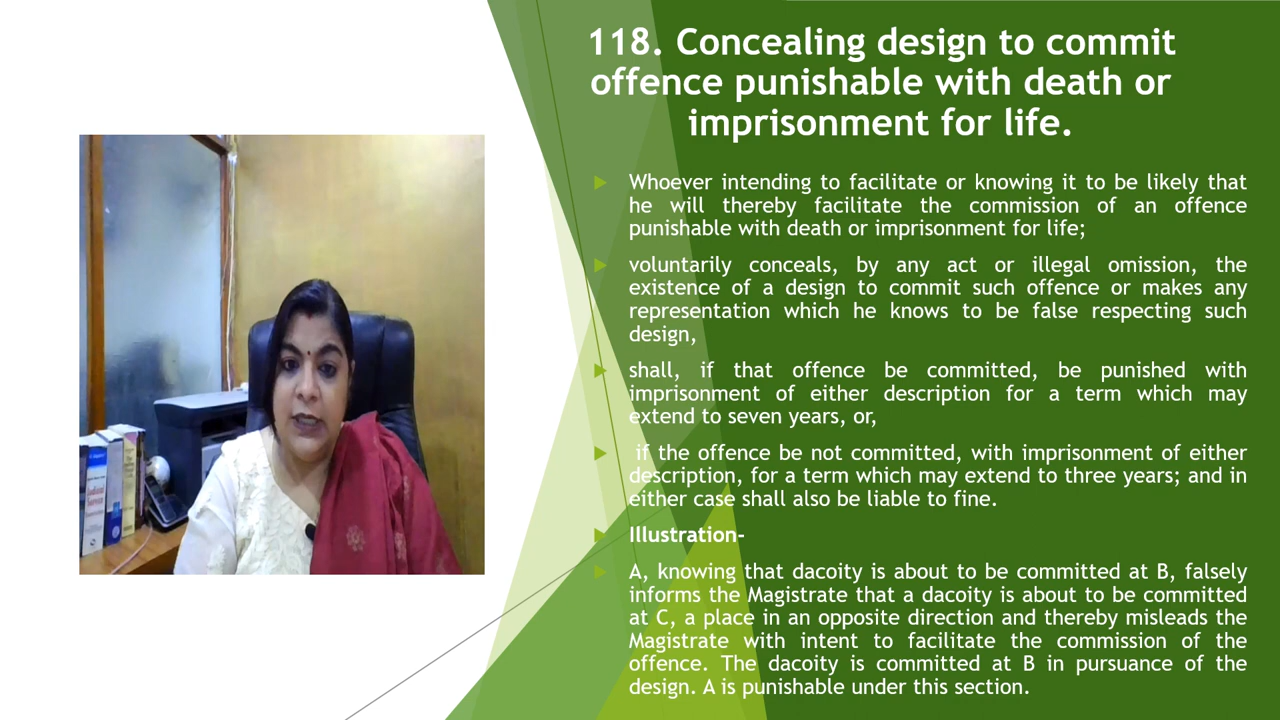 118. Concealing design to commit
offence punishable with death or
imprisonment for life.
Whoever intending to facilitate or knowing it to be likely that
he will thereby facilitate the commission of an offence
punishable with death or imprisonment for life;
voluntarily conceals, by any act or illegal omission, the
existence of a design to commit such offence or makes any
representation which he knows to be false respecting such
design,
shall, if that offence be committed, be punished with
imprisonment of either description for a term which may
extend to seven years, or,
if the offence be not committed, with imprisonment of either
description, for a term which may extend to three years; and in
either case shall also be liable to fine.
Illustration-
A, knowing that dacoity is about to be committed at B, falsely
informs the Magistrate that a dacoity is about to be committed
at C, a place in an opposite direction and thereby misleads the
Magistrate with intent to facilitate the commission of the
offence. The dacoity is committed at B in pursuance of the
design. A is punishable under this section.